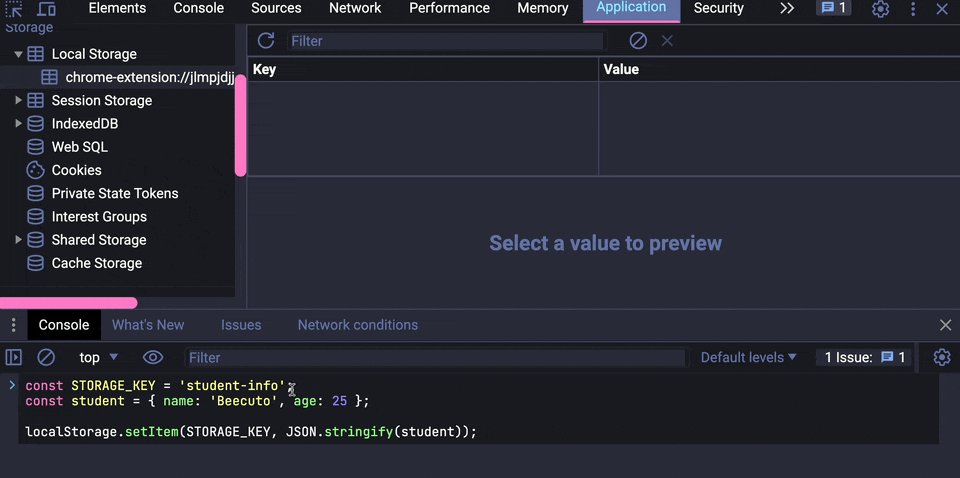 Elements Console Sources Network Performance Memory Application Security 1
Storage
Filter
Local Storage
Key Value
chrome-extension://jlmpjdjj
Session Storage
IndexedDB
Web SQL
Cookies
Private State Tokens
Interest Groups
Shared Storage
Cache Storage
Select a value to preview
Console What's New Issues Network conditions
top Filter Default levels 1 Issue: 1
const STORAGE_KEY = 'student-info';
const student = { name: 'Beecuto', age: 25 };
localStorage.setItem(STORAGE_KEY, JSON.stringify(student));